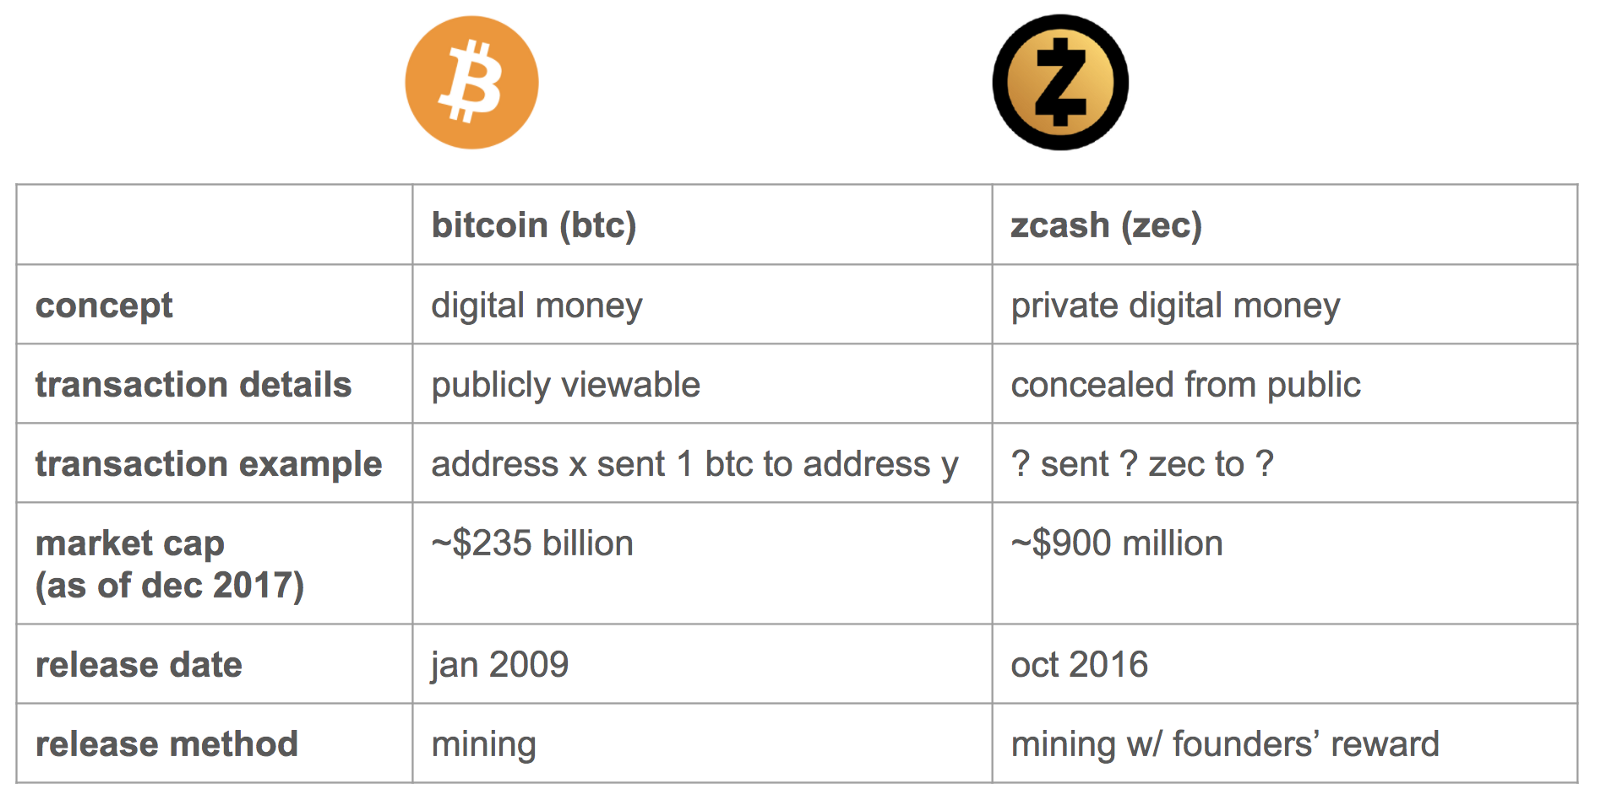 bitcoin (btc)
zcash (zec)
concept
digital money
private digital money
transaction details
publicly viewable
concealed from public
transaction example
address x sent 1 btc to address y
? sent ? zec to ?
market cap
(as of dec 2017)
~$235 billion
~$900 million
release date
jan 2009
oct 2016
release method
mining
mining w/ founders’ reward